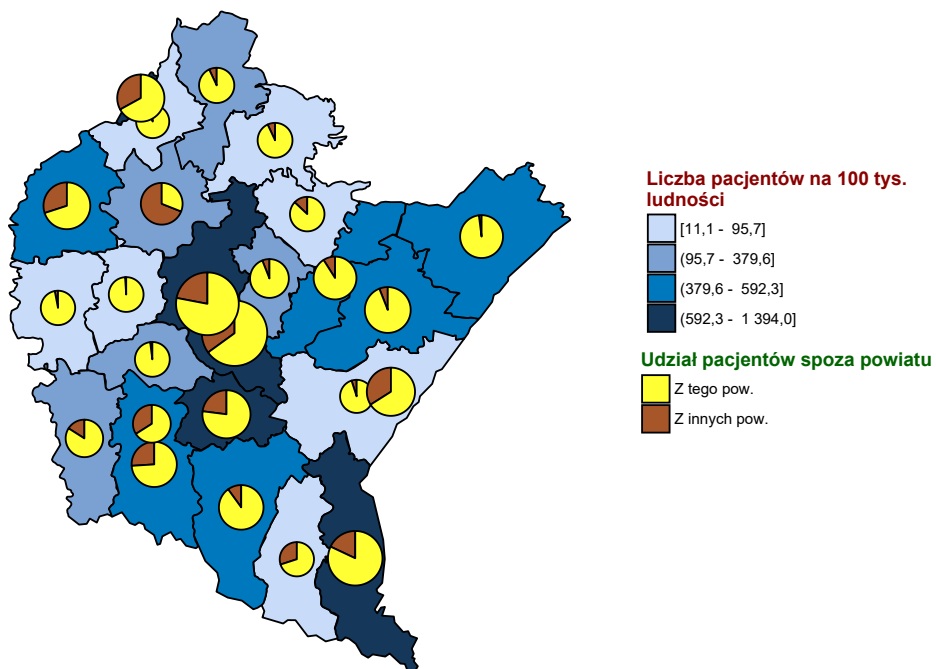 Liczba pacjentów na 100 tys.
ludności
[11,1 - 95,7]
(95,7 - 379,6]
(379,6 - 592,3]
(592,3 - 1 394,0]
Udział pacjentów spoza powiatu
Z tego pow.
Z innych pow.